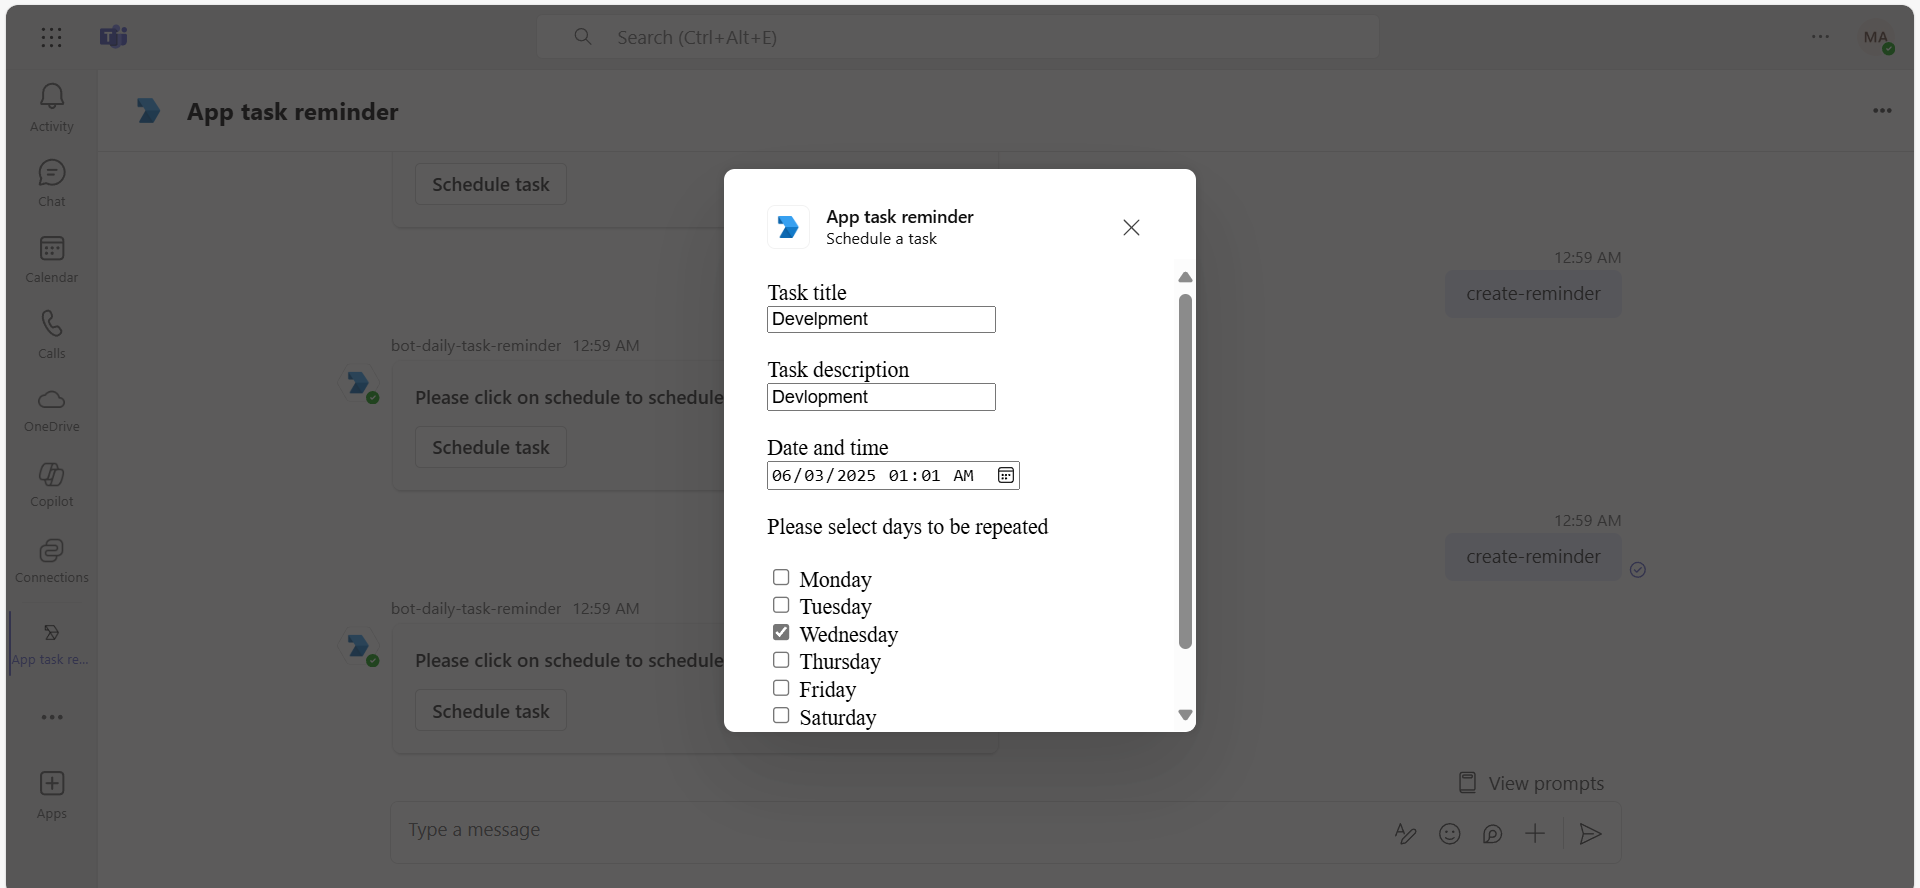 Search (Ctrl+Alt+E)
MA
Activity
Chat
Calendar
Calls
OneDrive
Copilot
Connections
App task re...
Apps
App task reminder
Schedule task
12:59 AM
create-reminder
bot-daily-task-reminder 12:59 AM
Please click on schedule to schedule
Schedule task
12:59 AM
create-reminder
bot-daily-task-reminder 12:59 AM
Please click on schedule to schedule
Schedule task
View prompts
Type a message
App task reminder
Schedule a task
Task title
Develpment
Task description
Devlopment
Date and time
06/03/2025 01:01 AM
Please select days to be repeated
Monday
Tuesday
Wednesday
Thursday
Friday
Saturday